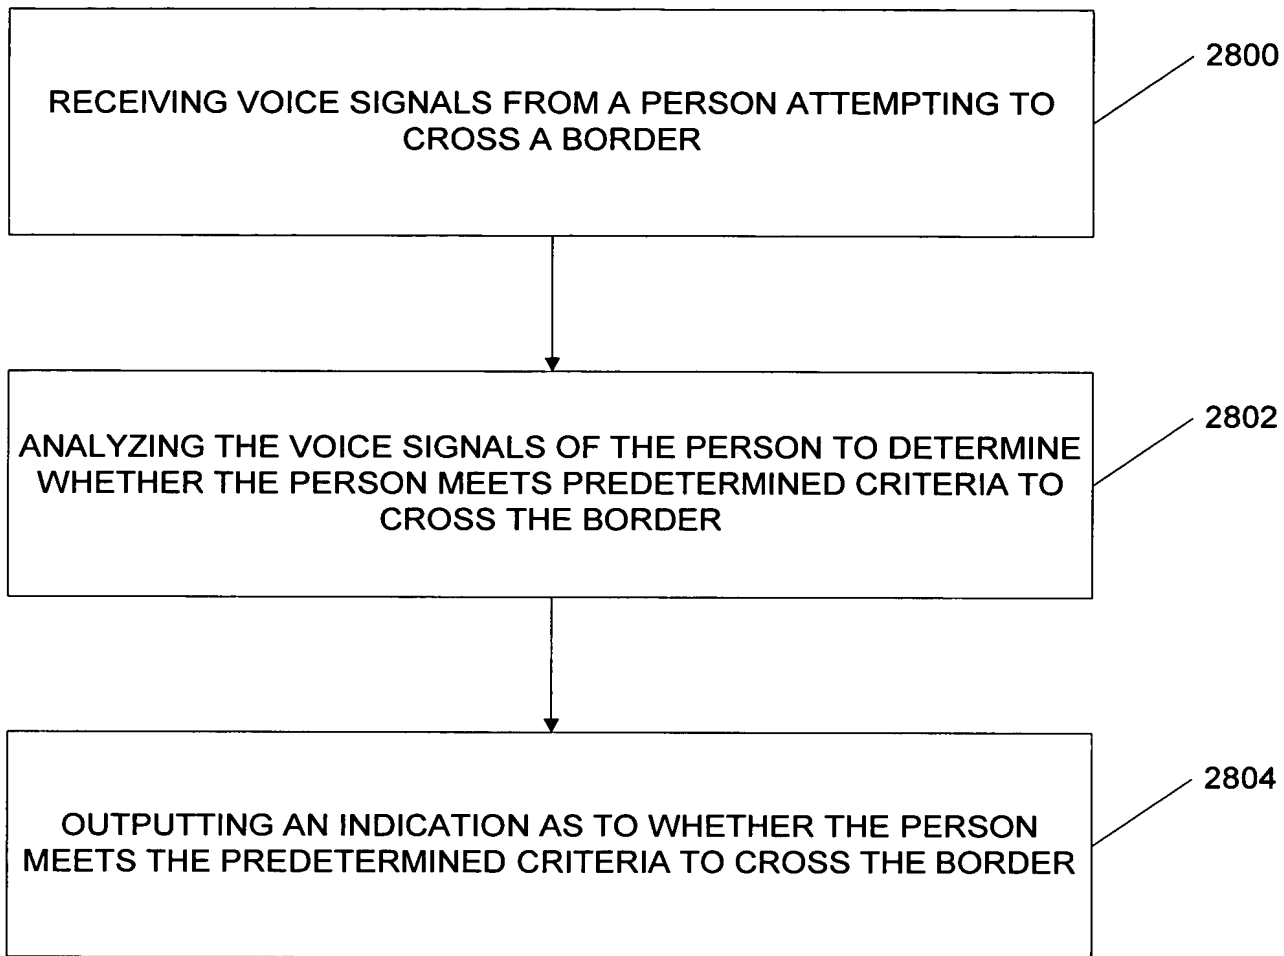 RECEIVING VOICE SIGNALS FROM A PERSON ATTEMPTING TO
CROSS A BORDER
2800
ANALYZING THE VOICE SIGNALS OF THE PERSON TO DETERMINE
WHETHER THE PERSON MEETS PREDETERMINED CRITERIA TO
CROSS THE BORDER
2802
OUTPUTTING AN INDICATION AS TO WHETHER THE PERSON
MEETS THE PREDETERMINED CRITERIA TO CROSS THE BORDER
2804